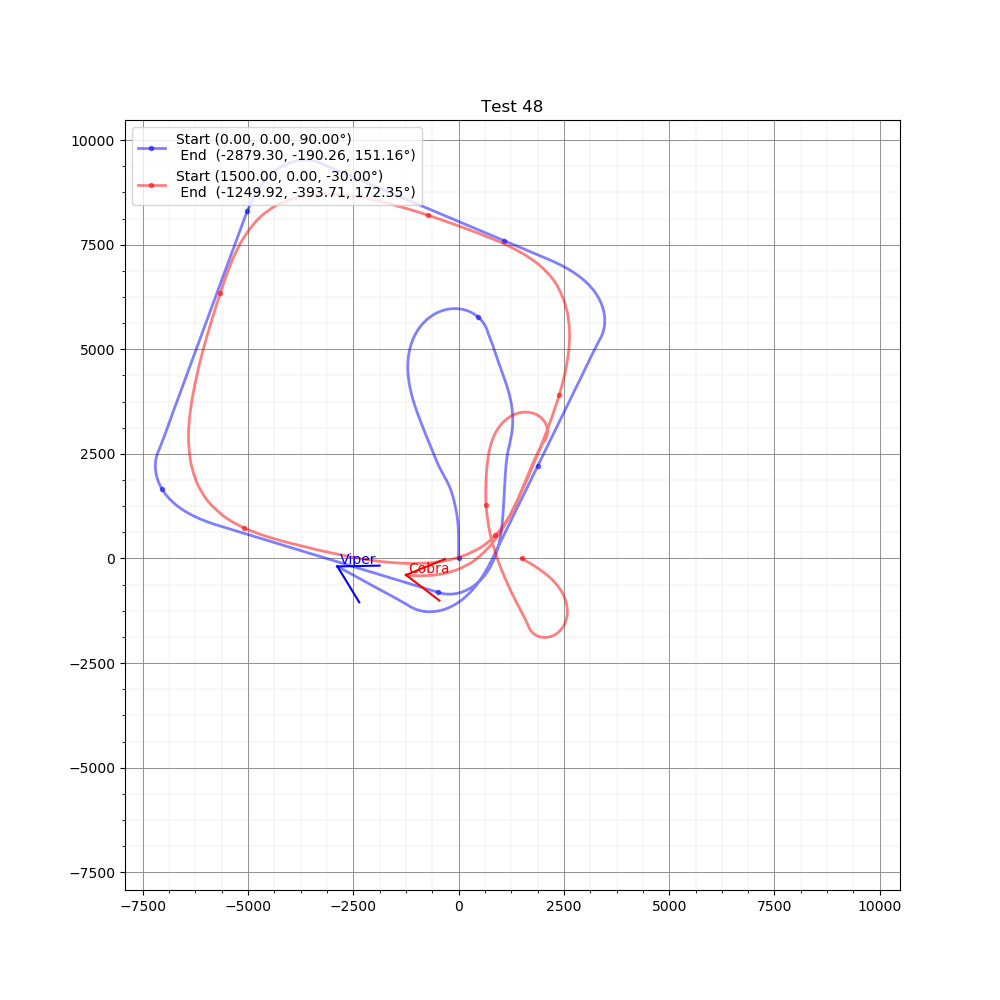 Test 48
Start (0.00, 0.00, 90.00°)
End (-2879.30, -190.26, 151.16°)
Start (1500.00, 0.00, -30.00°)
End (-1249.92, -393.71, 172.35°)
10000
7500
5000
2500
0
−2500
−5000
−7500
Viper
Cobra
−7500
−5000
−2500
0
2500
5000
7500
10000